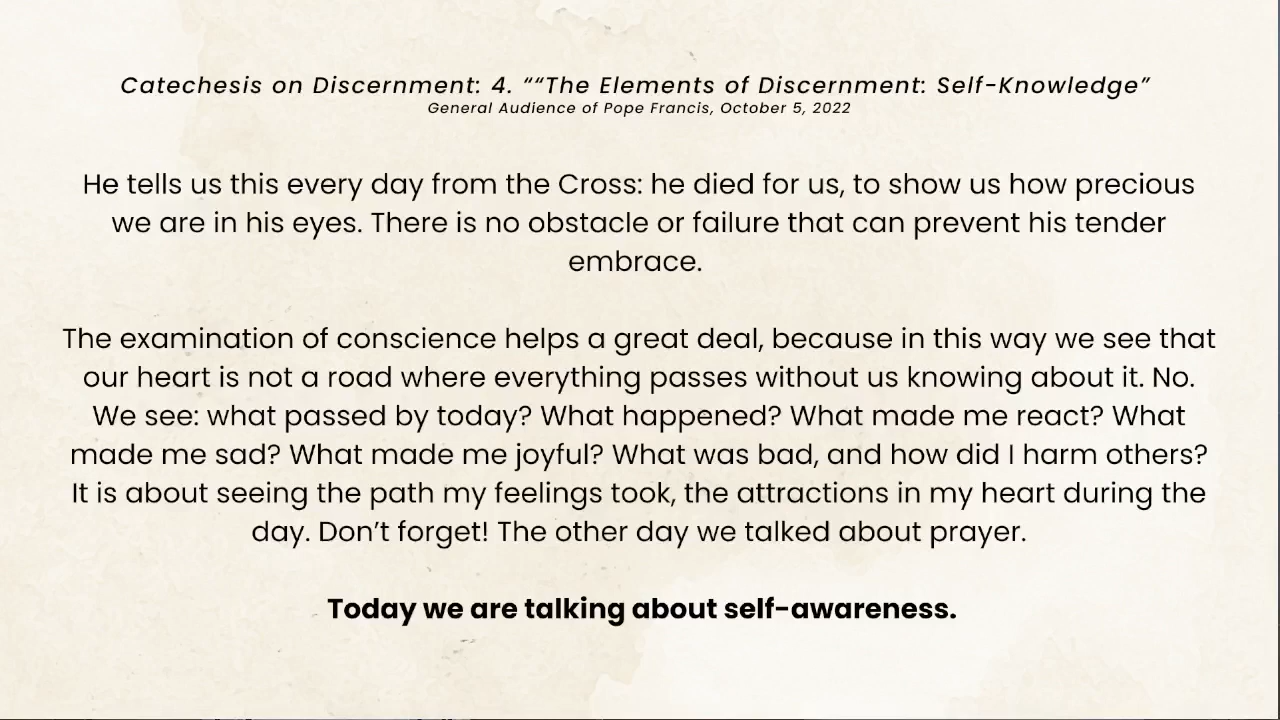 Catechesis on Discernment: 4. ““The Elements of Discernment: Self-Knowledge”
General Audience of Pope Francis, October 5, 2022
He tells us this every day from the Cross: he died for us, to show us how precious
we are in his eyes. There is no obstacle or failure that can prevent his tender
embrace.
The examination of conscience helps a great deal, because in this way we see that
our heart is not a road where everything passes without us knowing about it. No.
We see: what passed by today? What happened? What made me react? What
made me sad? What made me joyful? What was bad, and how did I harm others?
It is about seeing the path my feelings took, the attractions in my heart during the
day. Don’t forget! The other day we talked about prayer.
Today we are talking about self-awareness.